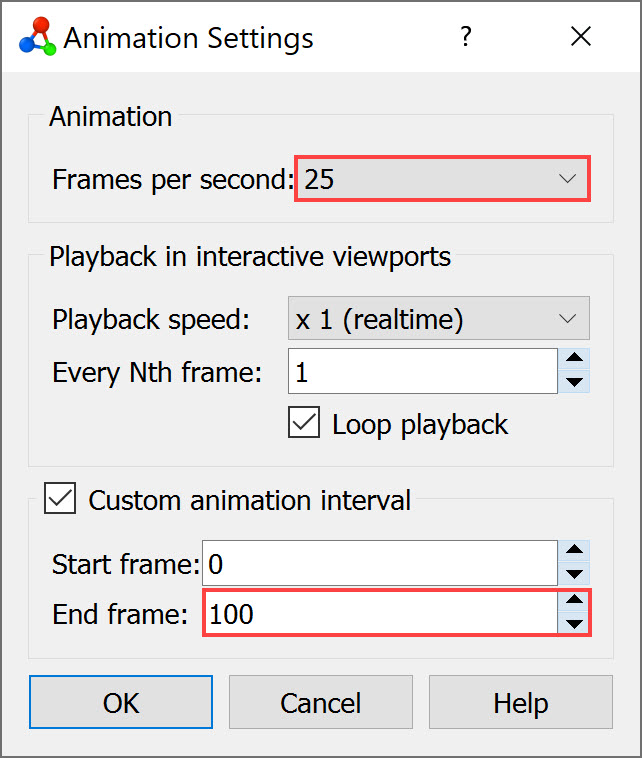 Animation Settings ?
Animation
Frames per second: 25
Playback in interactive viewports
Playback speed: x 1 (realtime)
Every Nth frame: 1
Loop playback
Custom animation interval
Start frame: 0
End frame: 100
OK Cancel Help